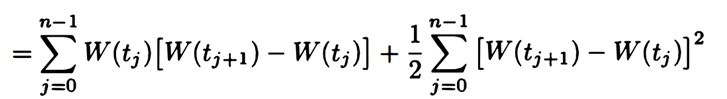 $= \sum_{j=0}^{n-1} W(t_j)[W(t_{j+1}) - W(t_j)] + \frac{1}{2} \sum_{j=0}^{n-1} [W(t_{j+1}) - W(t_j)]^2$